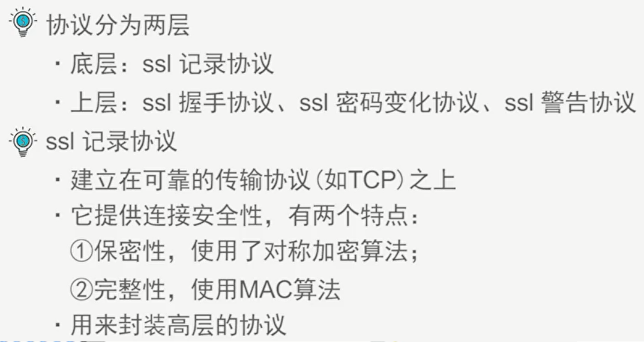 协议分为两层
·底层：ssl 记录协议
·上层：ssl 握手协议、ssl 密码变化协议、ssl 警告协议
ssl 记录协议
·建立在可靠的传输协议(如TCP)之上
·它提供连接安全性，有两个特点：
①保密性，使用了对称加密算法；
②完整性，使用MAC算法
·用来封装高层的协议